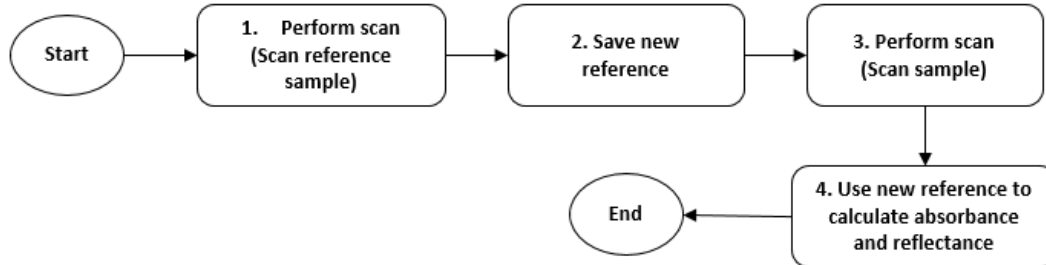 Start
1. Perform scan
(Scan reference
sample)
2. Save new
reference
3. Perform scan
(Scan sample)
4. Use new reference to
calculate absorbance
and reflectance
End